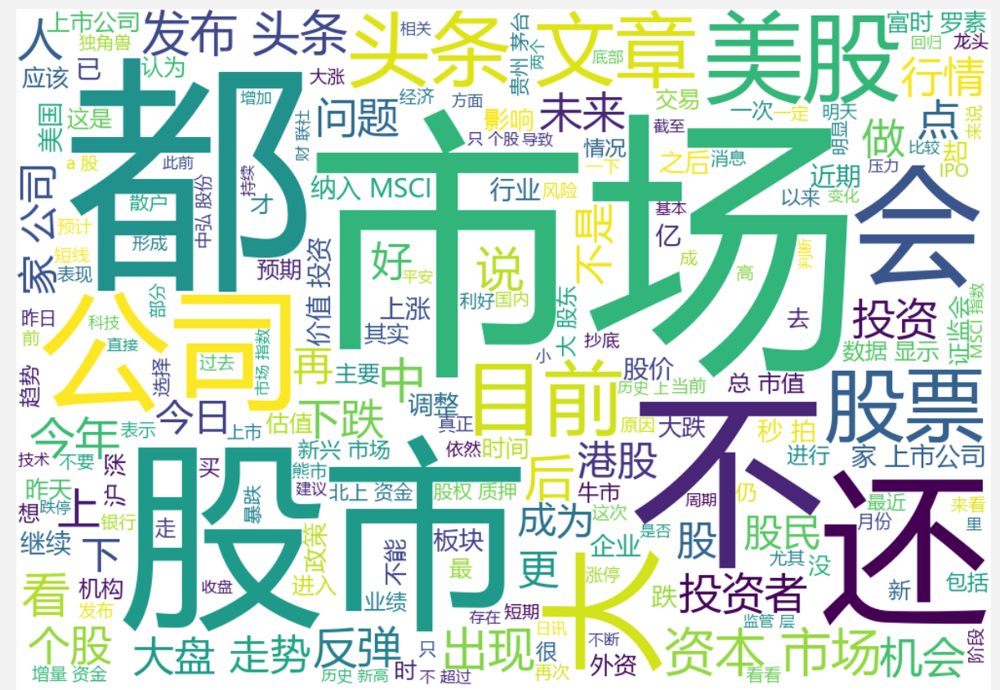 上市公司
独角兽
人
发布 头条
相关
头条 文章
美股
富时 罗素
回归
龙头
已
认为
大涨
贵州 茅台
两个
底部
行情
应该
美国
这是
都
增加
问题
经济
方面
影响
未来
交易
一次
一定
明天
点
来说
a 股
此前
财 联社
只 个股 导致
截至
情况
做
明显
比较
却
市场
纳入 MSCI
行业
风险
一下
之后
消息
近期
压力
IPO
家 公司
散户
持续
才
不是
基本
以来
变化
会
预计
形成
中弘 股份
亿
短线
表现
预期
价值 投资
好
平安
说
成
高
判断
昨日
科技
部分
上涨
利好
国内
大 股东
去
投资
证监会
MSCI 指数
前
直接
公司
其实
抄底
数据 显示
趋势
选择
过去
市场 指数
再
主要
中
小
股价
总 市值
目前
历史 上
当前
股票
今日
调整
今年
表示
上市
估值
下跌
真正
原因
大跌
不
秒 拍
技术
不要
买
新兴 市场
依然
时间
港股
进行
家 上市公司
沪 深
熊市
昨天
跌停
上
股市
暴跌
建议
北上 资金
股权 质押
后
牛市
周期
仍
最近
来看
想
银行
走
成为
这次
还
月份
里
继续
下
政策
不能
板块
企业
是否
股
股民
尤其
没
看
机构
收盘
进入
最
更
大
涨停
跌
投资者
新
包括
发布
业绩
存在
短期
监管 层
个股
大盘 走势
反弹
只
出现
日讯
不断
很
外资
资本 市场
机会
阶段
增量 资金
历史 新高
时
不 超过
再次
看看